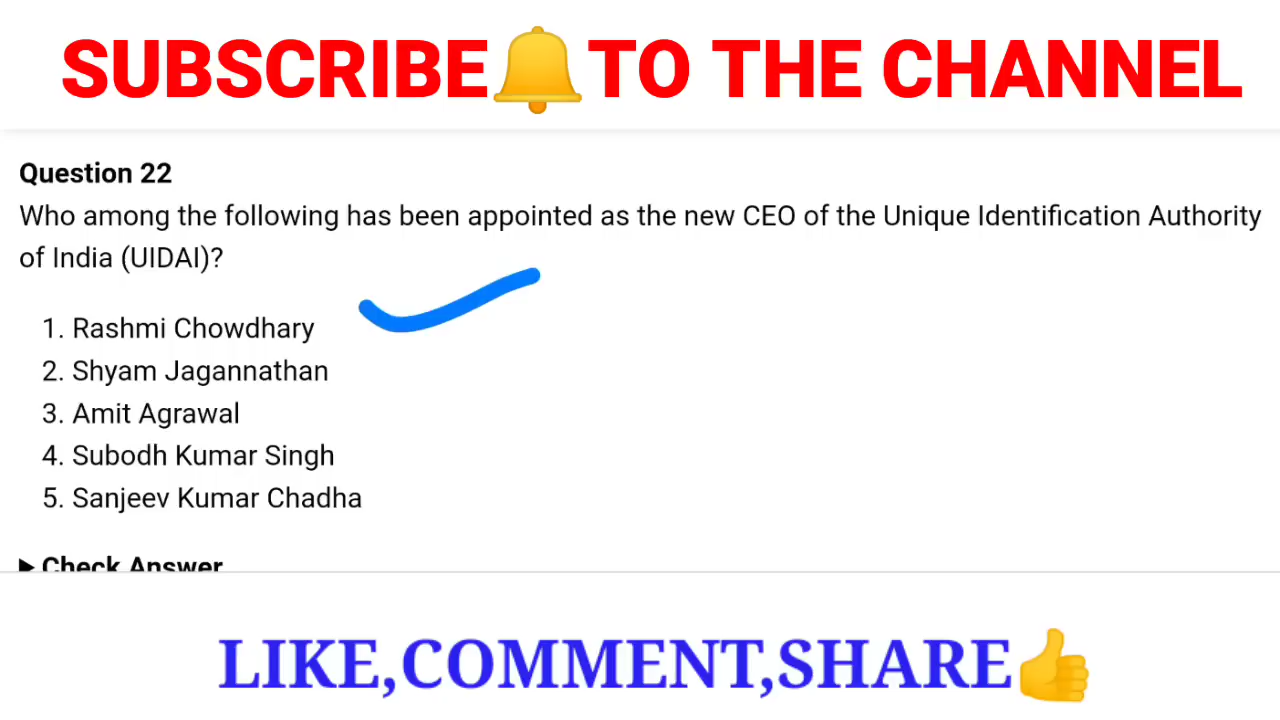 SUBSCRIBE🔔TO THE CHANNEL
Question 22
Who among the following has been appointed as the new CEO of the Unique Identification Authority
of India (UIDAI)?
1. Rashmi Chowdhary
2. Shyam Jagannathan
3. Amit Agrawal
4. Subodh Kumar Singh
5. Sanjeev Kumar Chadha
▶ Check Answer
LIKE,COMMENT,SHARE👍